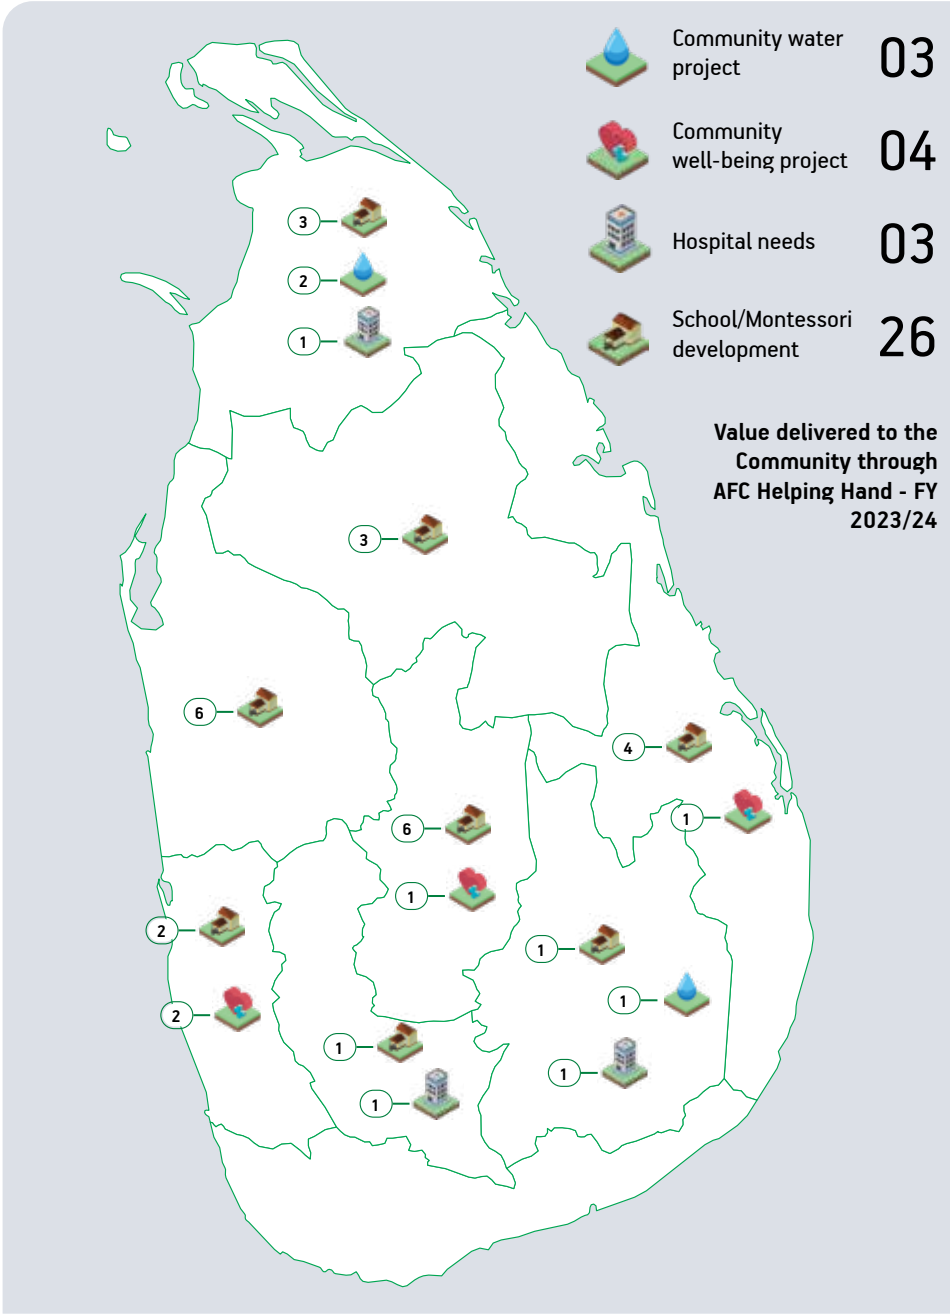 Community water
project
03
Community
well-being project
04
Hospital needs
03
School/Montessori
development
26
Value delivered to the
Community through
AFC Helping Hand - FY
2023/24
3
2
1
3
6
4
1
6
1
2
1
1
2
1
1
1
1